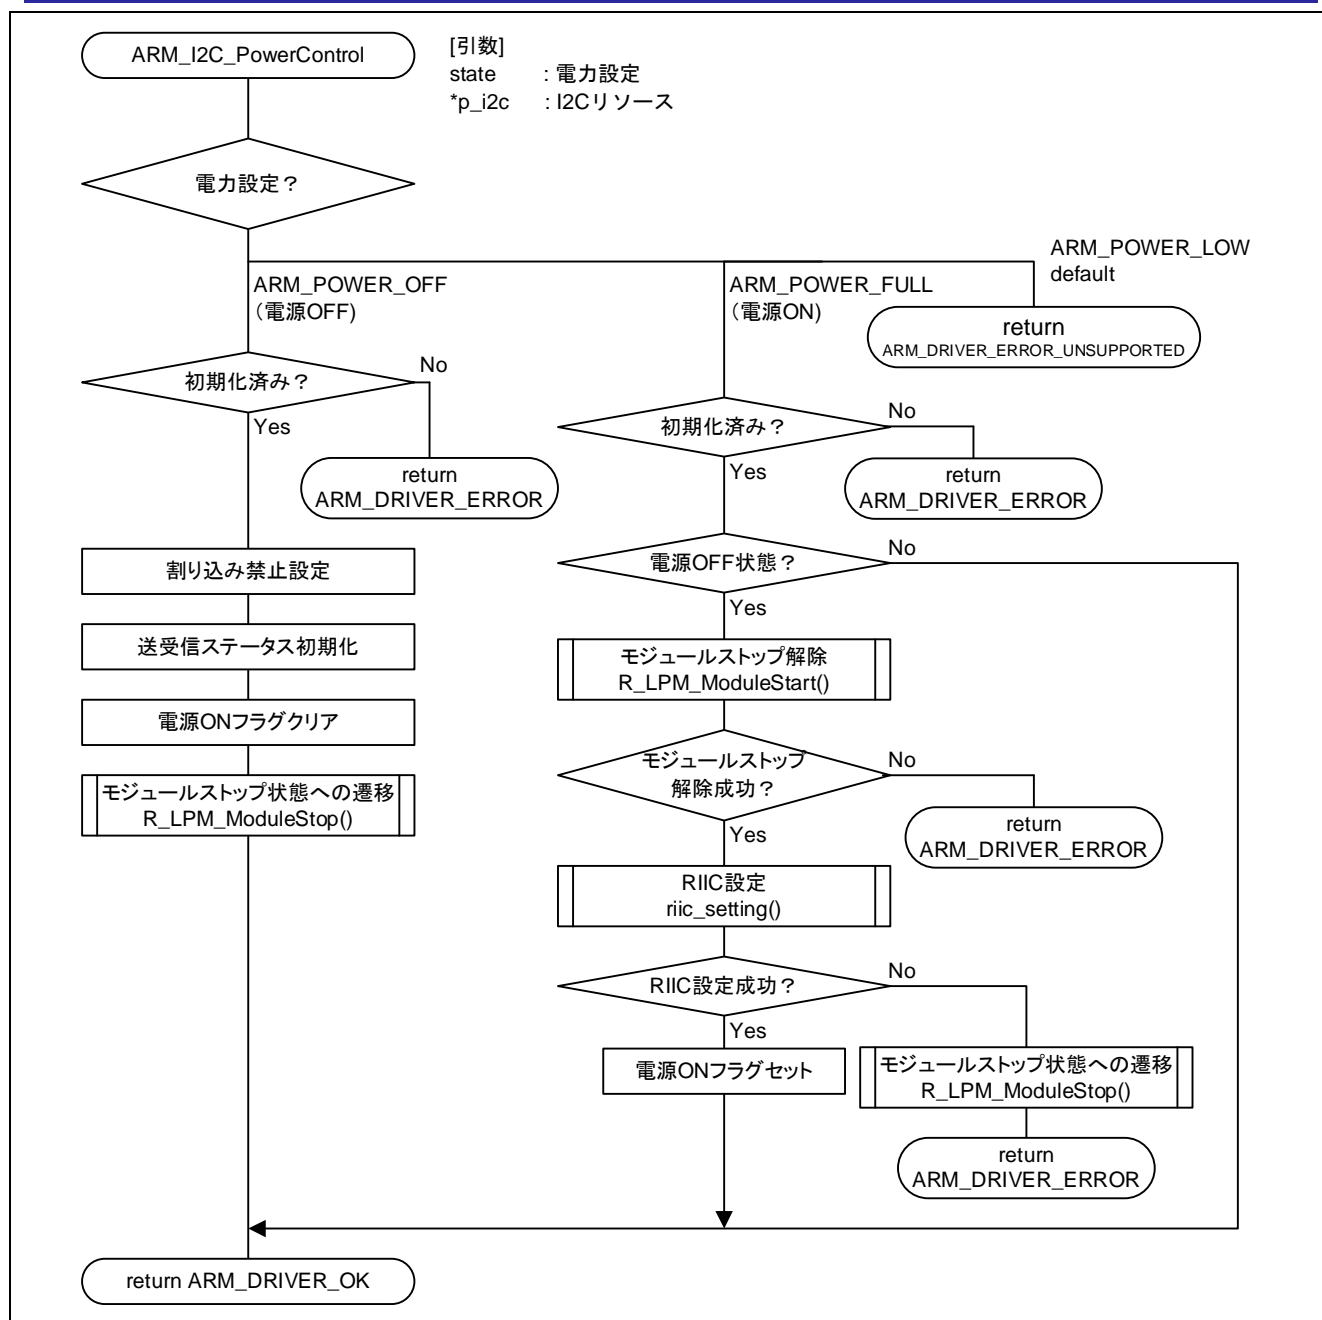 ARM_I2C_PowerControl
[引数]
state : 電力設定
*p_i2c : I2Cリソース
電力設定？
ARM_POWER_OFF
（電源OFF)
ARM_POWER_FULL
（電源ON)
ARM_POWER_LOW
default
return
ARM_DRIVER_ERROR_UNSUPPORTED
初期化済み？
No
Yes
return
ARM_DRIVER_ERROR
割り込み禁止設定
送受信ステータス初期化
電源ONフラグクリア
モジュールストップ状態への遷移
R_LPM_ModuleStop()
初期化済み？
No
Yes
return
ARM_DRIVER_ERROR
電源OFF状態？
No
Yes
モジュールストップ解除
R_LPM_ModuleStart()
モジュールストップ
解除成功？
No
Yes
return
ARM_DRIVER_ERROR
RIIC設定
riic_setting()
RIIC設定成功？
No
Yes
電源ONフラグセット
モジュールストップ状態への遷移
R_LPM_ModuleStop()
return
ARM_DRIVER_ERROR
return ARM_DRIVER_OK